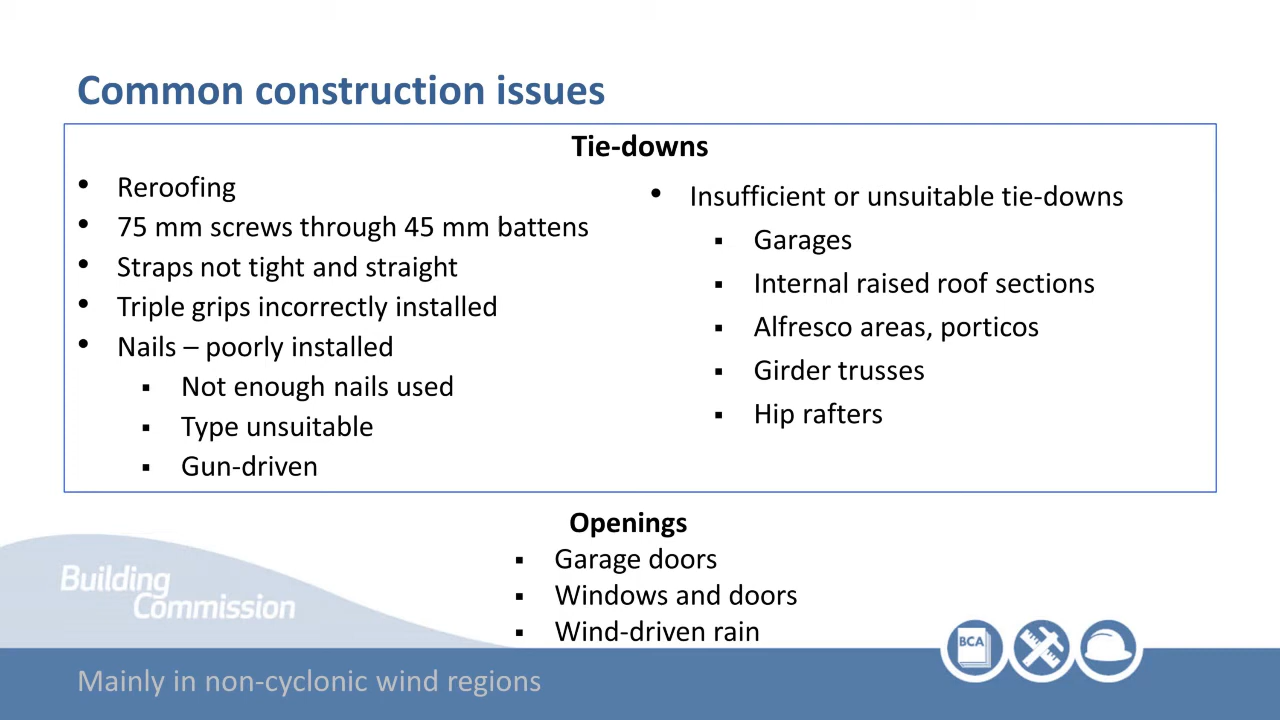 Common construction issues
Tie-downs
• Reroofing
• 75 mm screws through 45 mm battens
• Straps not tight and straight
• Triple grips incorrectly installed
• Nails – poorly installed
▪ Not enough nails used
▪ Type unsuitable
▪ Gun-driven
• Insufficient or unsuitable tie-downs
▪ Garages
▪ Internal raised roof sections
▪ Alfresco areas, porticos
▪ Girder trusses
▪ Hip rafters
Openings
▪ Garage doors
▪ Windows and doors
▪ Wind-driven rain
Building
Commission
BCA
Mainly in non-cyclonic wind regions